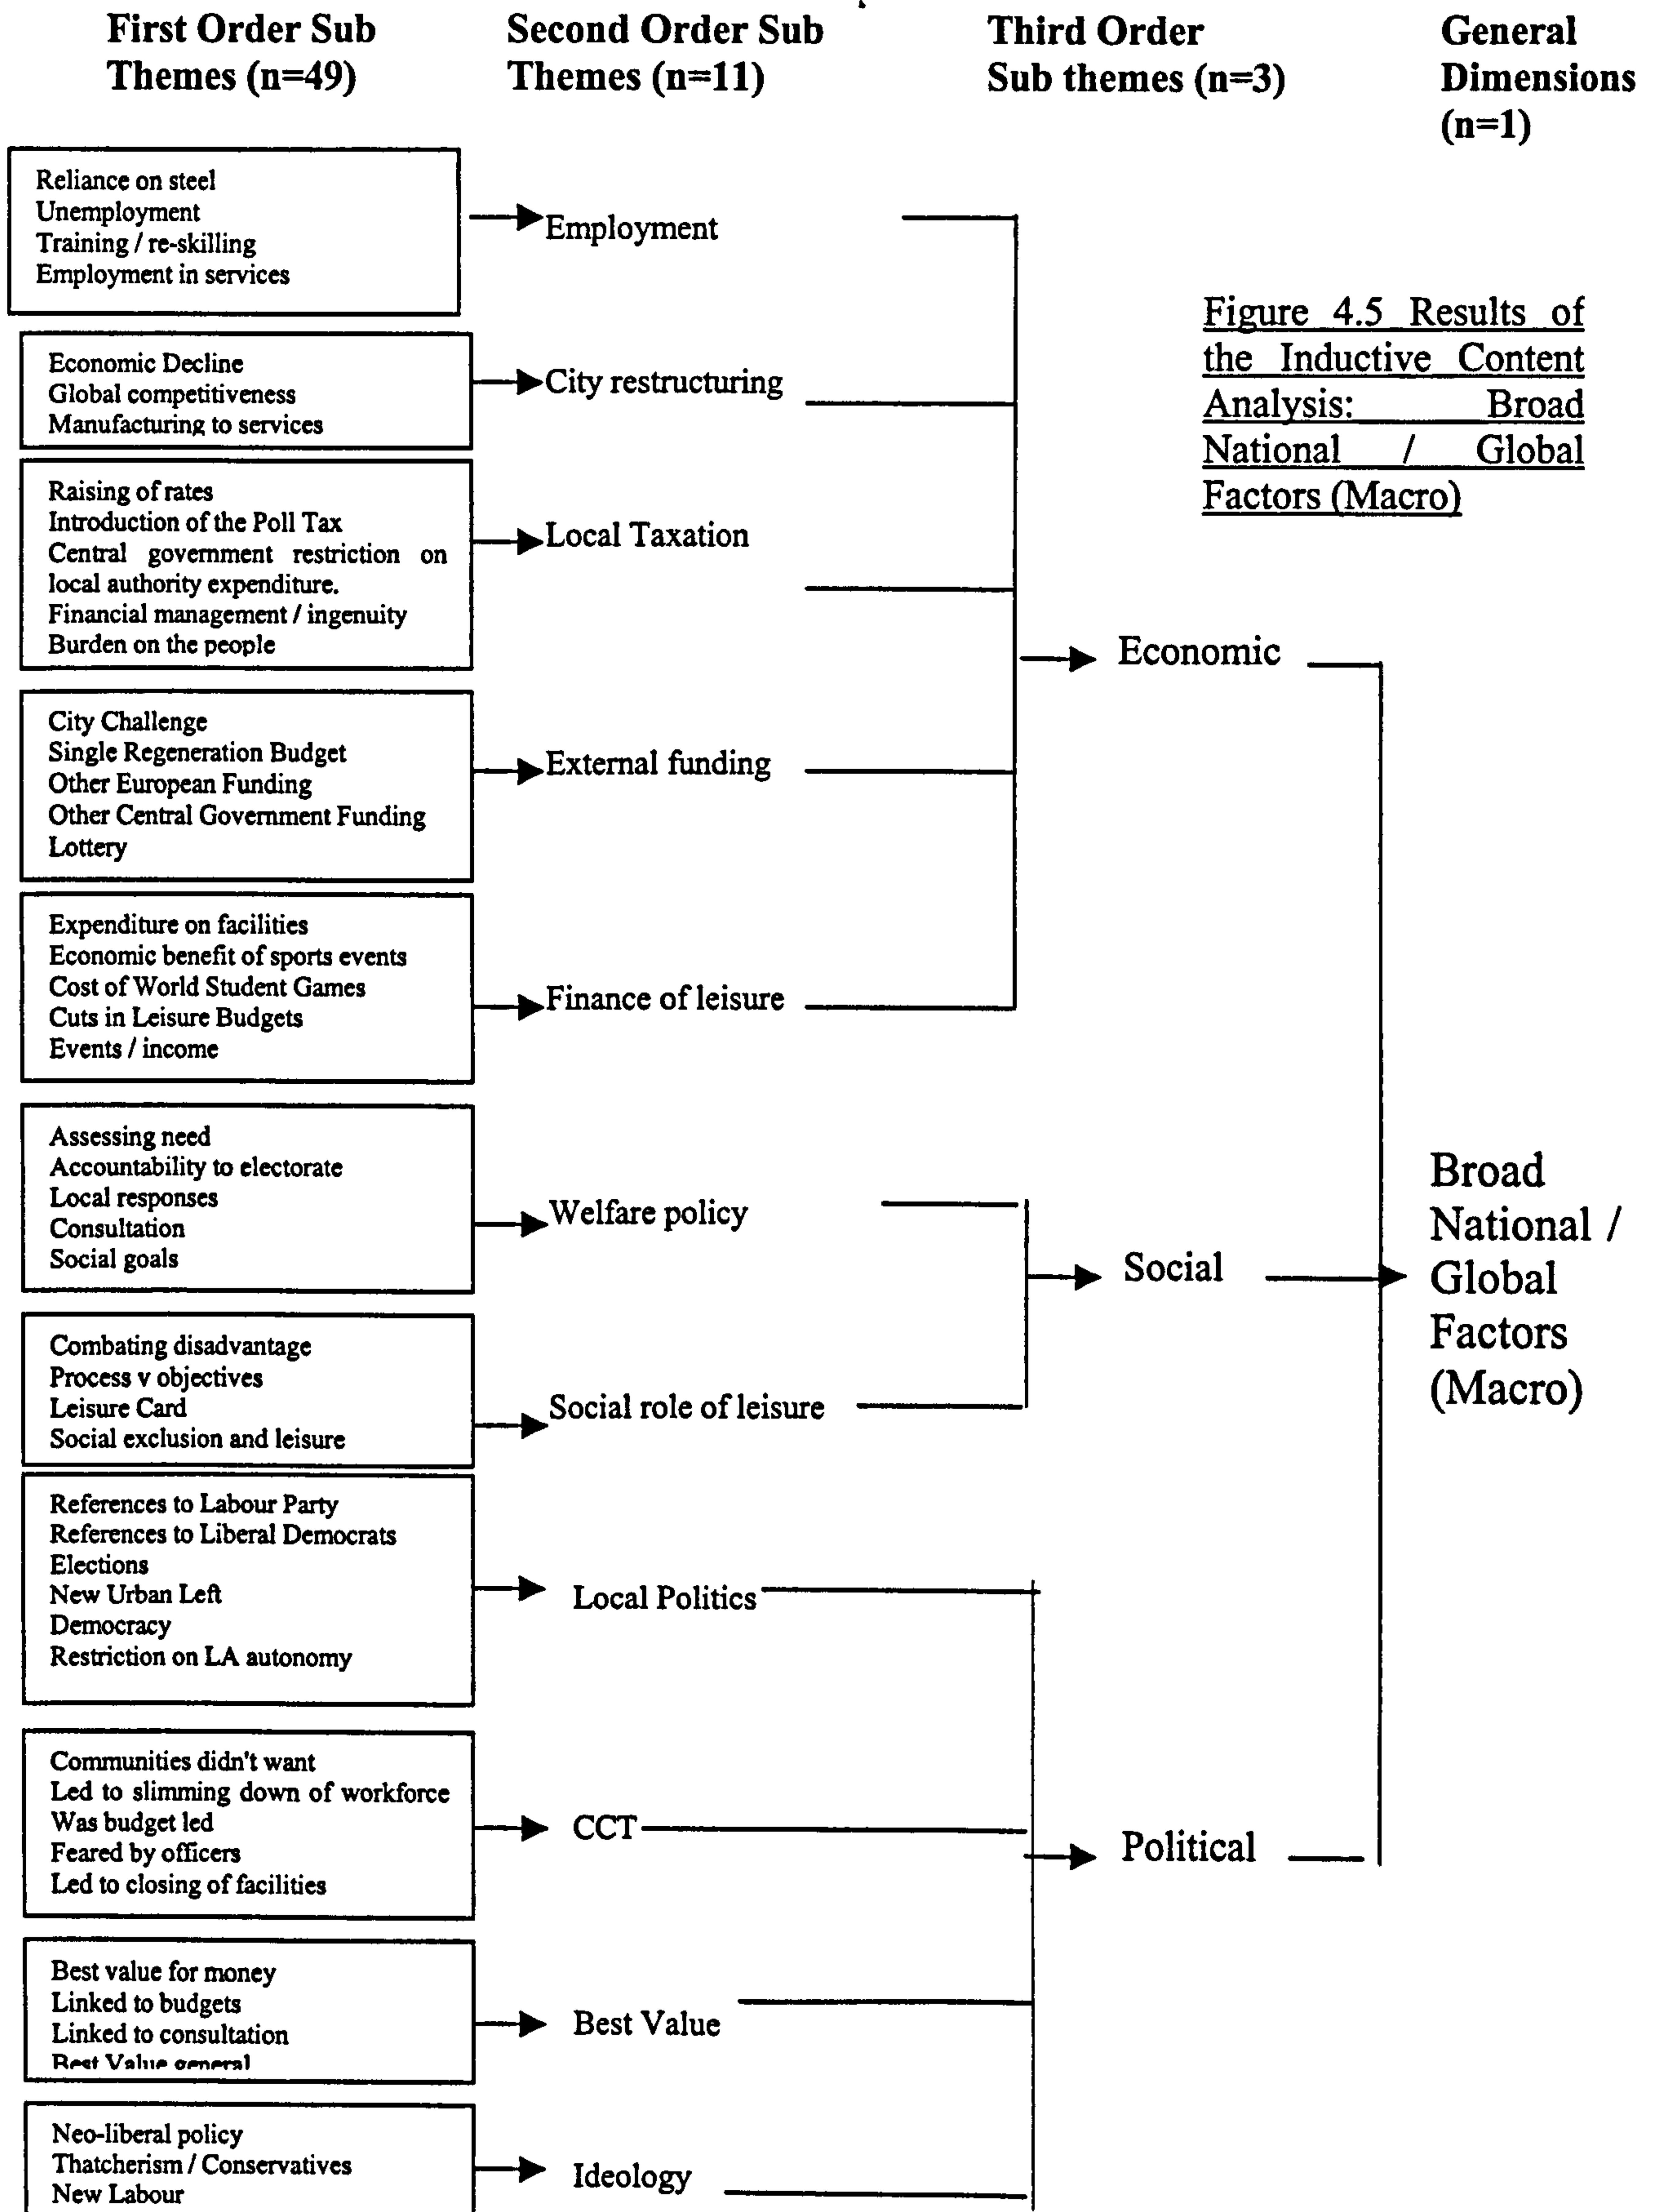 First Order Sub
Themes (n=49)
Second Order Sub
Themes (n=11)
Third Order
Sub themes (n=3)
General
Dimensions
(n=1)
Reliance on steel
Unemployment
Training / re-skilling
Employment in services
Employment
Figure 4.5 Results of
the Inductive Content
Analysis: Broad
National / Global
Factors (Macro)
Economic Decline
Global competitiveness
Manufacturing to services
City restructuring
Raising of rates
Introduction of the Poll Tax
Central government restriction on
local authority expenditure.
Financial management / ingenuity
Burden on the people
Local Taxation
Economic
City Challenge
Single Regeneration Budget
Other European Funding
Other Central Government Funding
Lottery
External funding
Expenditure on facilities
Economic benefit of sports events
Cost of World Student Games
Cuts in Leisure Budgets
Events / income
Finance of leisure
Assessing need
Accountability to electorate
Local responses
Consultation
Social goals
Welfare policy
Social
Broad
National /
Global
Factors
(Macro)
Combating disadvantage
Process v objectives
Leisure Card
Social exclusion and leisure
Social role of leisure
References to Labour Party
References to Liberal Democrats
Elections
New Urban Left
Democracy
Restriction on LA autonomy
Local Politics
Communities didn't want
Led to slimming down of workforce
Was budget led
Feared by officers
Led to closing of facilities
CCT
Political
Best value for money
Linked to budgets
Linked to consultation
Best Value general
Best Value
Neo-liberal policy
Thatcherism / Conservatives
New Labour
Ideology